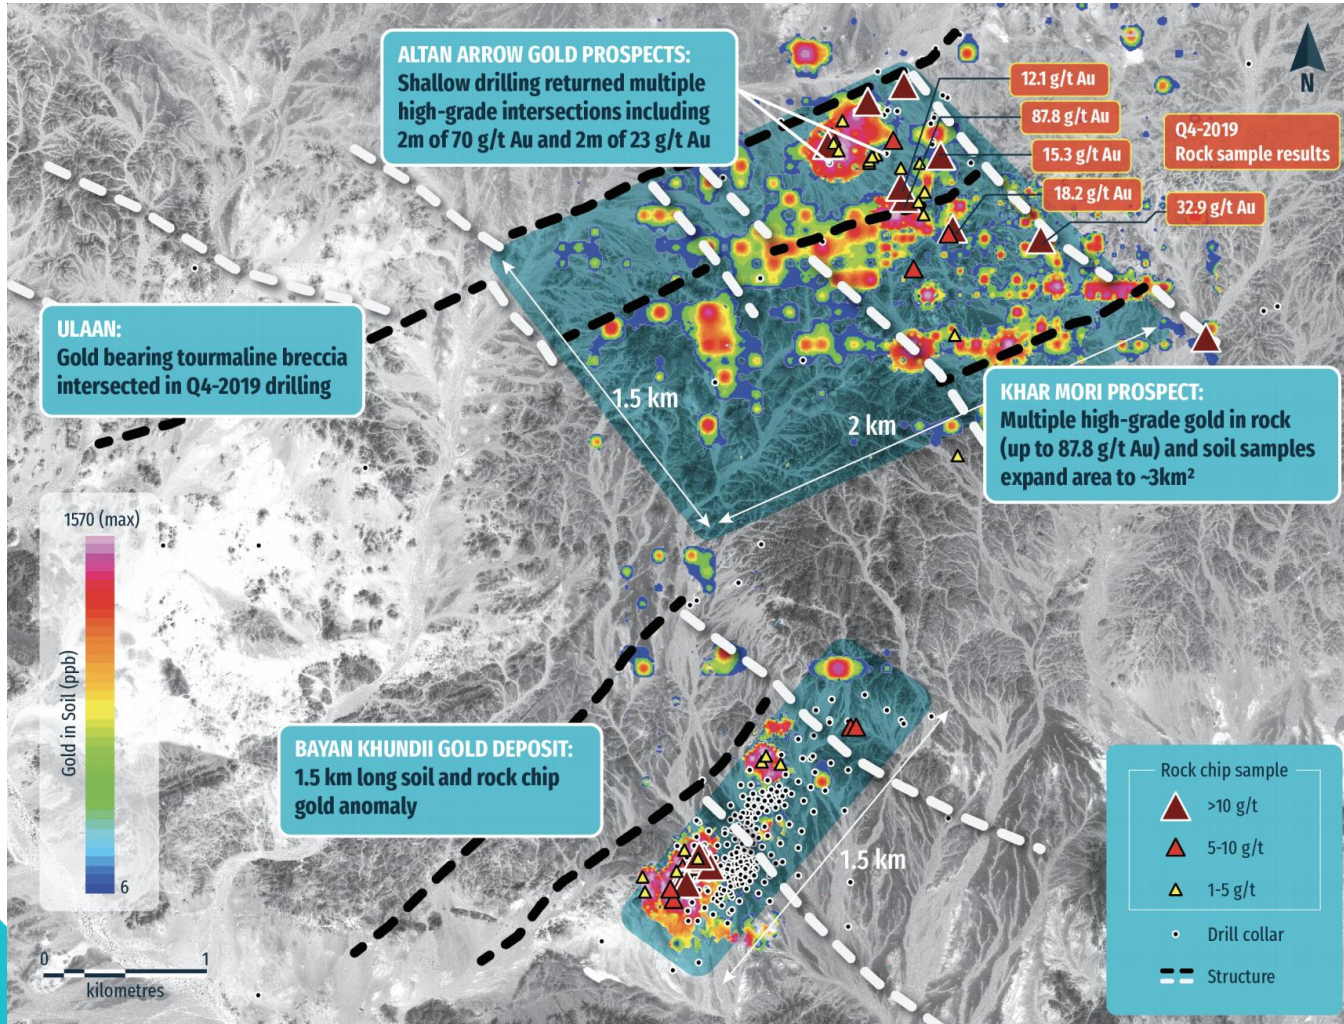 ALTAN ARROW GOLD PROSPECTS:
Shallow drilling returned multiple
high-grade intersections including
2m of 70 g/t Au and 2m of 23 g/t Au
N
12.1 g/t Au
87.8 g/t Au
15.3 g/t Au
18.2 g/t Au
32.9 g/t Au
Q4-2019
Rock sample results
ULAAN:
Gold bearing tourmaline breccia
intersected in Q4-2019 drilling
1.5 km
2 km
KHAR MORI PROSPECT:
Multiple high-grade gold in rock
(up to 87.8 g/t Au) and soil samples
expand area to ~3km²
1570 (max)
Gold in Soil (ppb)
6
BAYAN KHUNDII GOLD DEPOSIT:
1.5 km long soil and rock chip
gold anomaly
1.5 km
Rock chip sample
>10 g/t
5-10 g/t
1-5 g/t
Drill collar
Structure
0 1
kilometres